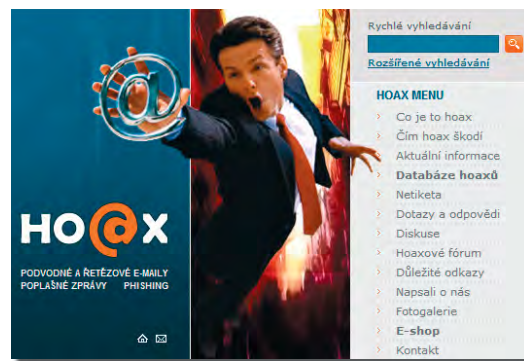 HO@X
PODVODNÉ A ŘETĚZOVÉ E-MAILY
POPLAŠNÉ ZPRÁVY PHISHING
Rychlé vyhledávání
Rozšířené vyhledávání
HOAX MENU
Co je to hoax
Čím hoax škodí
Aktuální informace
Databáze hoaxů
Netiketa
Dotazy a odpovědi
Diskuse
Hoaxové fórum
Důležité odkazy
Napsali o nás
Fotogalerie
E-shop
Kontakt